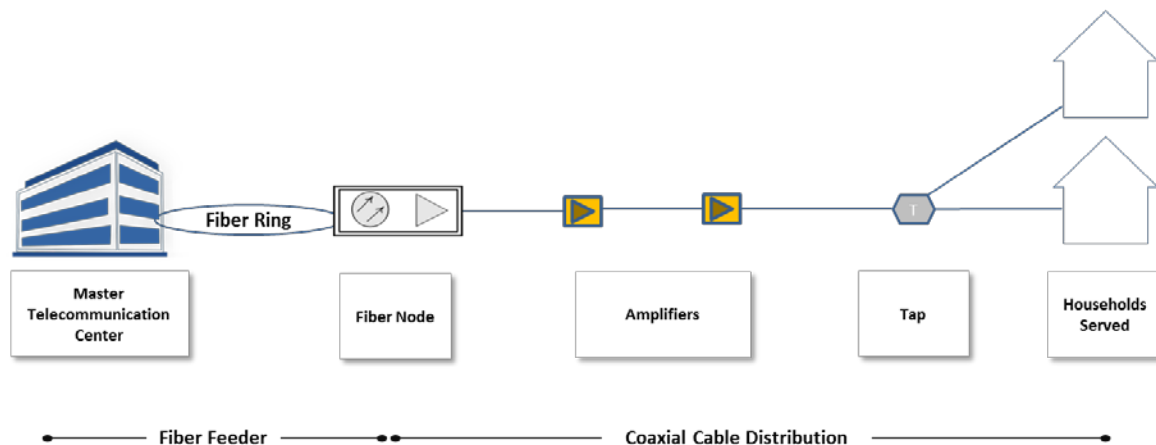 Fiber Ring
T
Master
Telecommunication
Center
Fiber Node
Amplifiers
Tap
Households
Served
Fiber Feeder
Coaxial Cable Distribution